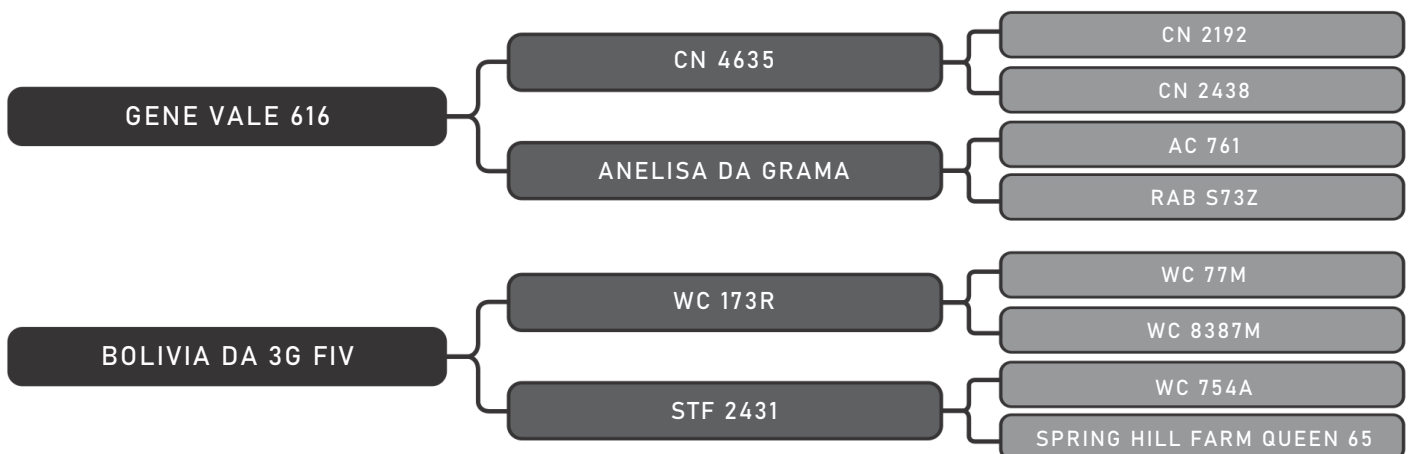 GENE VALE 616
CN 4635
CN 2192
CN 2438
ANELISA DA GRAMA
AC 761
RAB S73Z
BOLIVIA DA 3G FIV
WC 173R
WC 77M
WC 8387M
STF 2431
WC 754A
SPRING HILL FARM QUEEN 65